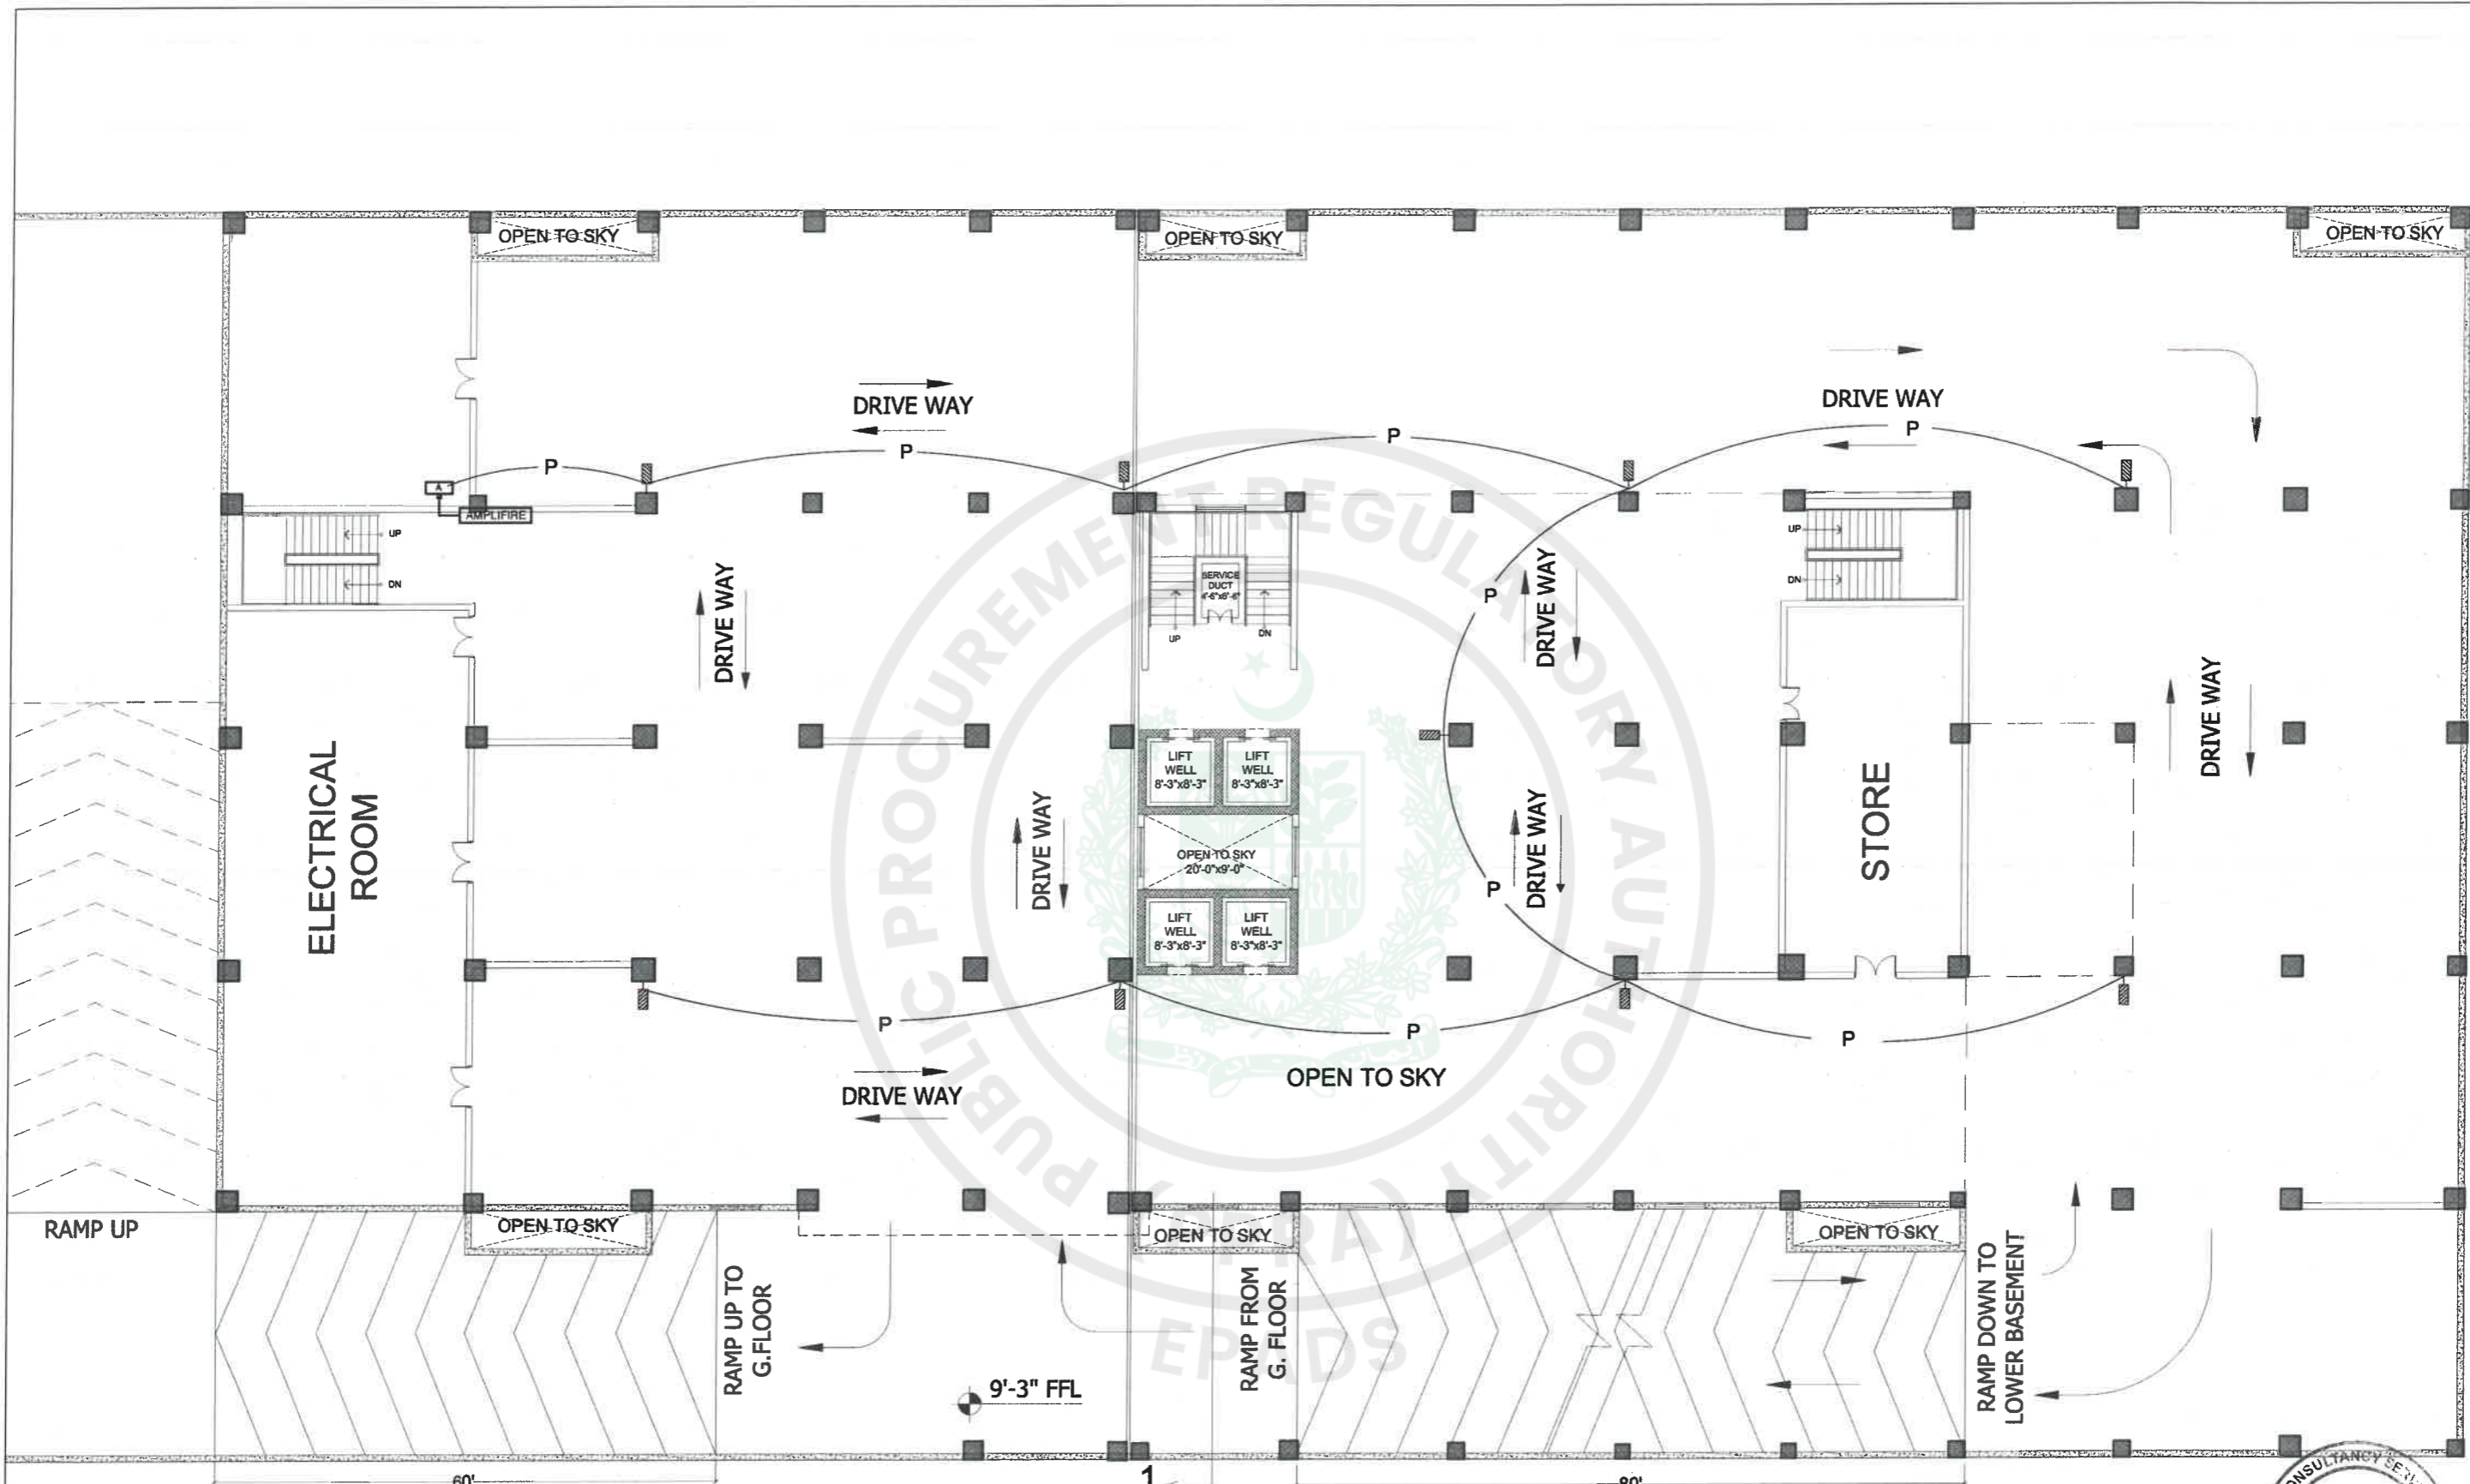 OPEN TO SKY
OPEN TO SKY
OPEN TO SKY
DRIVE WAY
DRIVE WAY
P
P
P
P
A
AMPLIFIRE
UP
DN
DRIVE WAY
SERVICE
DUCT
4'-6"x6'-6"
UP
DN
P
DRIVE WAY
UP
DN
DRIVE WAY
ELECTRICAL
ROOM
LIFT
WELL
8'-3"x8'-3"
LIFT
WELL
8'-3"x8'-3"
OPEN TO SKY
20'-0"x9'-0"
LIFT
WELL
8'-3"x8'-3"
LIFT
WELL
8'-3"x8'-3"
DRIVE WAY
P
DRIVE WAY
STORE
P
P
P
DRIVE WAY
OPEN TO SKY
RAMP UP
OPEN TO SKY
OPEN TO SKY
OPEN TO SKY
RAMP UP TO
G.FLOOR
RAMP FROM
G. FLOOR
RAMP DOWN TO
LOWER BASEMENT
9'-3" FFL
60'
1
80'
PUBLIC PROCUREMENT REGULATORY AUTHORITY
EPADS